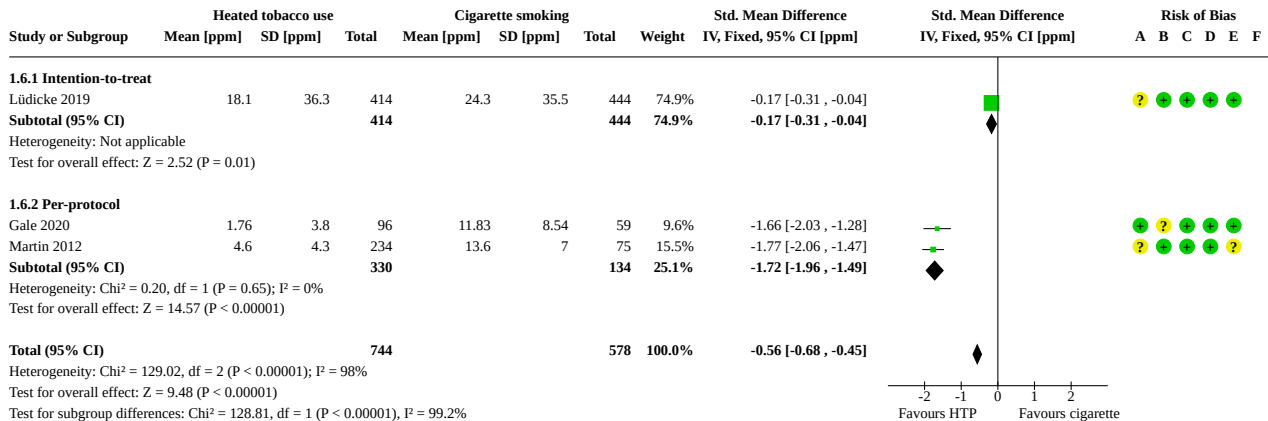 Heated tobacco use Cigarette smoking Std. Mean Difference Std. Mean Difference Risk of Bias
Study or Subgroup Mean [ppm] SD [ppm] Total Mean [ppm] SD [ppm] Total Weight IV, Fixed, 95% CI [ppm] IV, Fixed, 95% CI [ppm] A B C D E F
1.6.1 Intention-to-treat
Lüdicke 2019 18.1 36.3 414 24.3 35.5 444 74.9% -0.17 [-0.31 , -0.04] ? + + + +
Subtotal (95% CI) 414 444 74.9% -0.17 [-0.31 , -0.04]
Heterogeneity: Not applicable
Test for overall effect: Z = 2.52 (P = 0.01)
1.6.2 Per-protocol
Gale 2020 1.76 3.8 96 11.83 8.54 59 9.6% -1.66 [-2.03 , -1.28] + ? + + +
Martin 2012 4.6 4.3 234 13.6 7 75 15.5% -1.77 [-2.06 , -1.47] ? + + + ?
Subtotal (95% CI) 330 134 25.1% -1.72 [-1.96 , -1.49]
Heterogeneity: Chi² = 0.20, df = 1 (P = 0.65); I² = 0%
Test for overall effect: Z = 14.57 (P < 0.00001)
Total (95% CI) 744 578 100.0% -0.56 [-0.68 , -0.45]
Heterogeneity: Chi² = 129.02, df = 2 (P < 0.00001); I² = 98%
Test for overall effect: Z = 9.48 (P < 0.00001) -2 -1 0 1 2
Test for subgroup differences: Chi² = 128.81, df = 1 (P < 0.00001), I² = 99.2% Favours HTP Favours cigarette